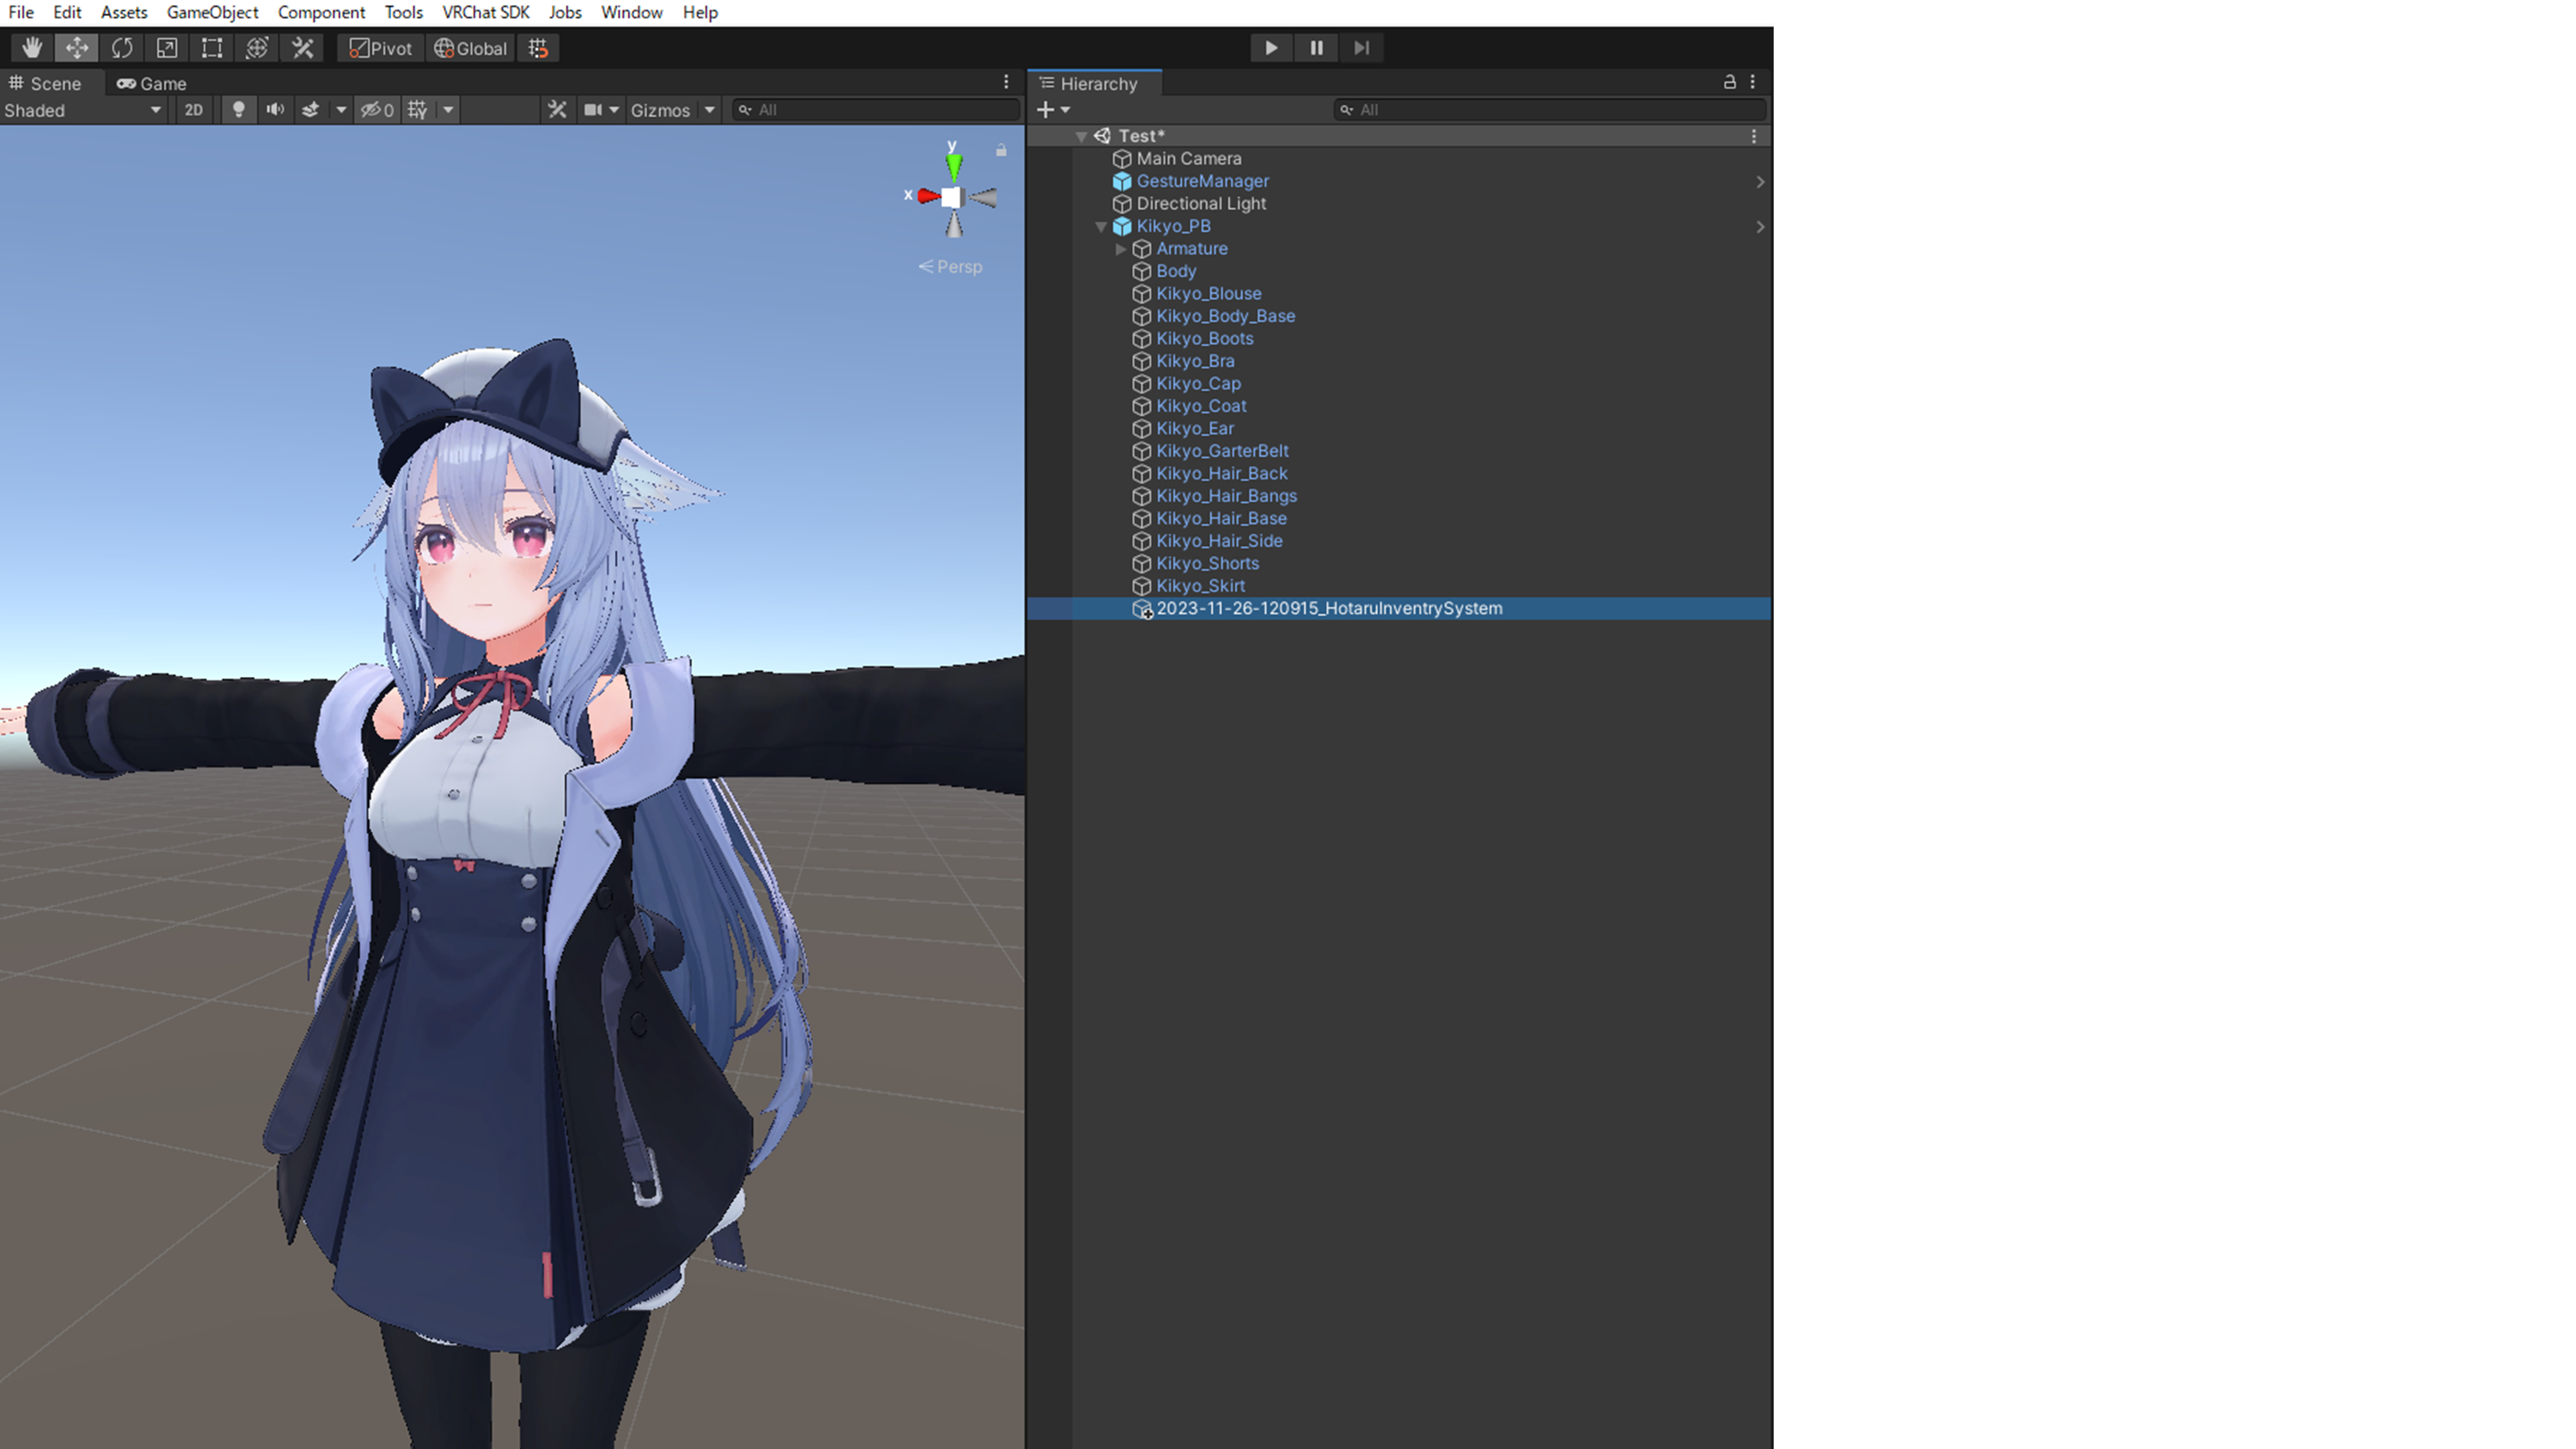 File Edit Assets GameObject Component Tools VRChat SDK Jobs Window Help
Pivot Global
Scene Game
Shaded 2D 0 Gizmos All
y
x
Persp
Hierarchy
All
Test*
Main Camera
GestureManager
Directional Light
Kikyo_PB
Armature
Body
Kikyo_Blouse
Kikyo_Body_Base
Kikyo_Boots
Kikyo_Bra
Kikyo_Cap
Kikyo_Coat
Kikyo_Ear
Kikyo_GarterBelt
Kikyo_Hair_Back
Kikyo_Hair_Bangs
Kikyo_Hair_Base
Kikyo_Hair_Side
Kikyo_Shorts
Kikyo_Skirt
2023-11-26-120915_HotaruInventrySystem